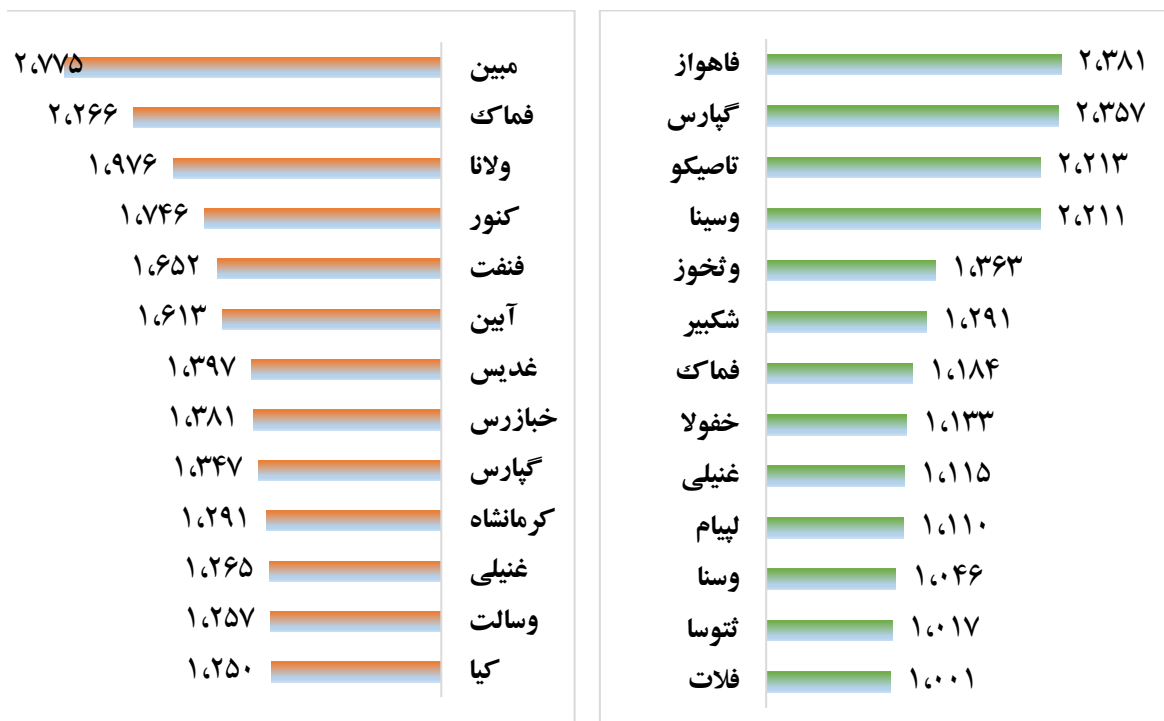 فاهواز ۲،۳۸۱
گپارس ۲،۳۵۷
تاصیکو ۲،۲۱۳
وسینا ۲،۲۱۱
وثخوز ۱،۳۶۳
شکبیر ۱،۲۹۱
فماک ۱،۱۸۴
خفولا ۱،۱۳۳
غنیلی ۱،۱۱۵
لپیام ۱،۱۱۰
وسنا ۱،۰۴۶
ثتوسا ۱،۰۱۷
فلات ۱،۰۰۱
مبین ۲،۷۷۵
فماک ۲،۲۶۶
ولانا ۱،۹۷۶
کنور ۱،۷۴۶
فنفت ۱،۶۵۲
آبین ۱،۶۱۳
غدیس ۱،۳۹۷
خبازرس ۱،۳۸۱
گپارس ۱،۳۴۷
کرمانشاه ۱،۲۹۱
غنیلی ۱،۲۶۵
وسالت ۱،۲۵۷
کیا ۱،۲۵۰